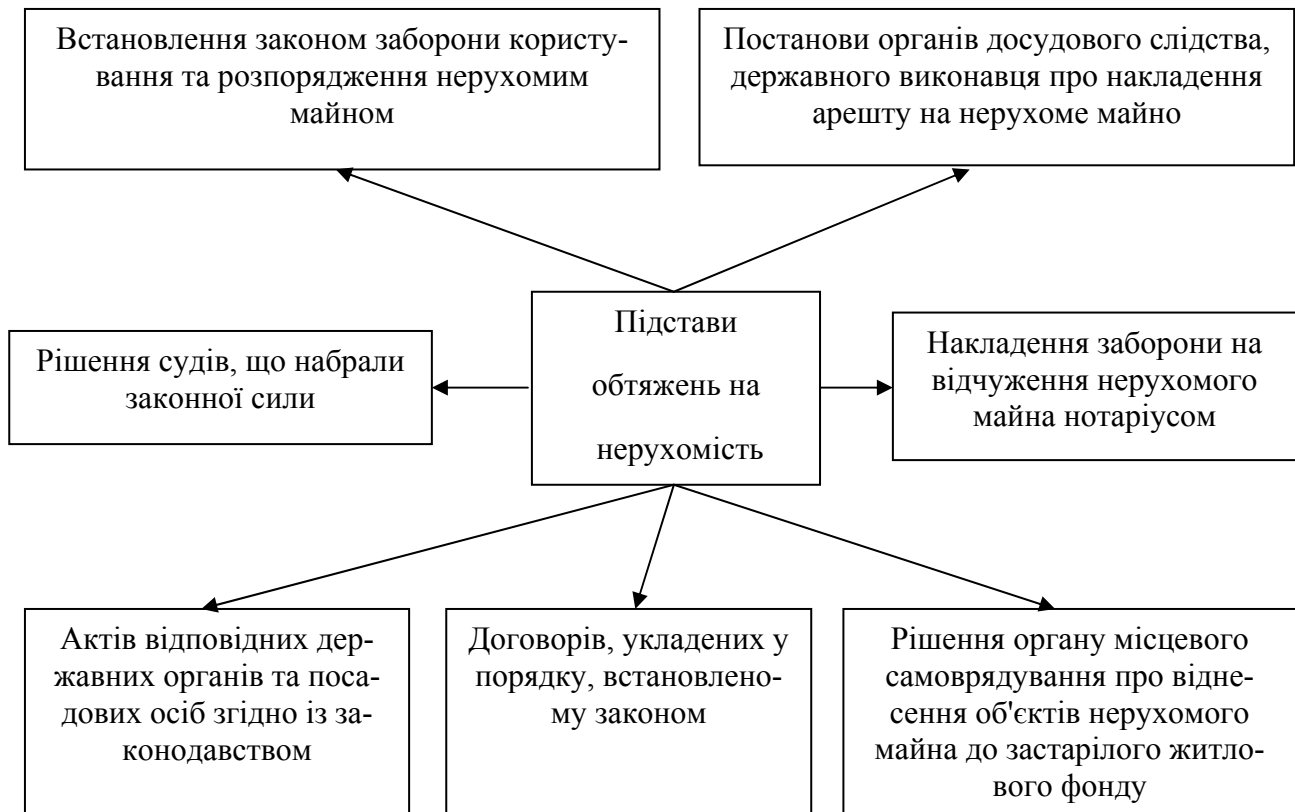 Встановлення законом заборони користу-
вання та розпорядження нерухомим
майном
Постанови органів досудового слідства,
державного виконавця про накладення
арешту на нерухоме майно
Підстави
обтяжень на
нерухомість
Рішення судів, що набрали
законної сили
Накладення заборони на
відчуження нерухомого
майна нотаріусом
Актів відповідних дер-
жавних органів та поса-
дових осіб згідно із за-
конодавством
Договорів, укладених у
порядку, встановлено-
му законом
Рішення органу місцевого
самоврядування про відне-
сення об'єктів нерухомого
майна до застарілого житло-
вого фонду